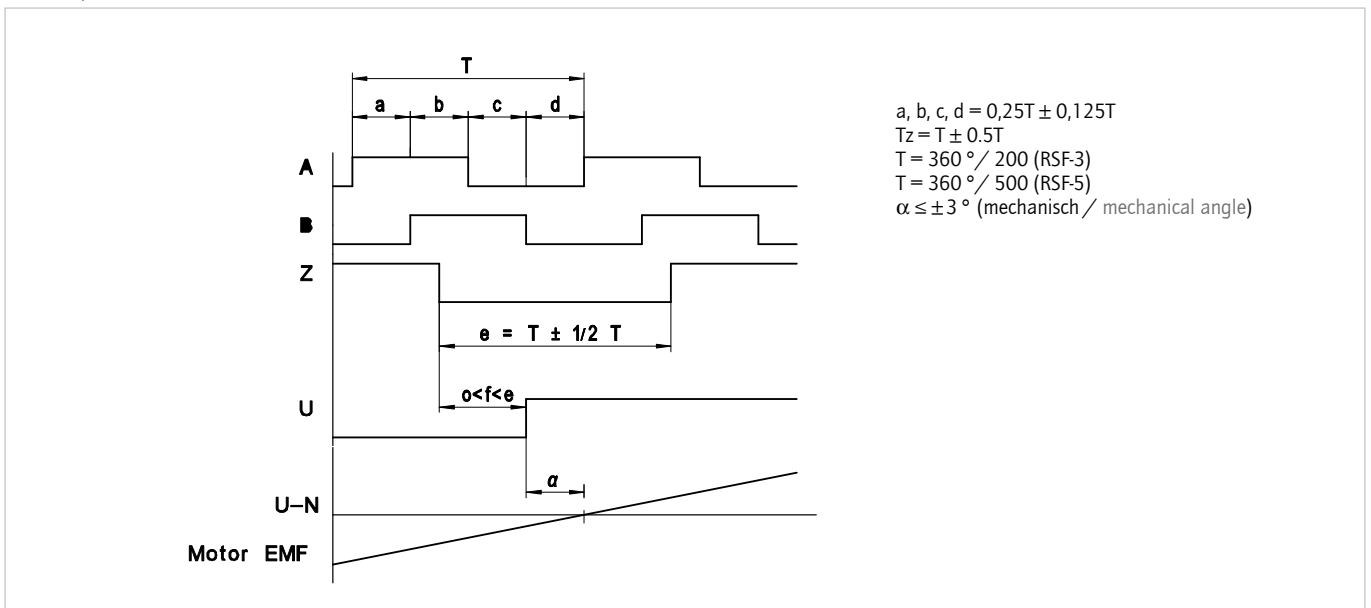 T
a b c d
A
B
Z
e = T ± 1/2 T
o<f<e
U
α
U–N
Motor EMF
a, b, c, d = 0,25T ± 0,125T
Tz = T ± 0.5T
T = 360 °/ 200 (RSF-3)
T = 360 °/ 500 (RSF-5)
α ≤ ± 3 ° (mechanisch / mechanical angle)